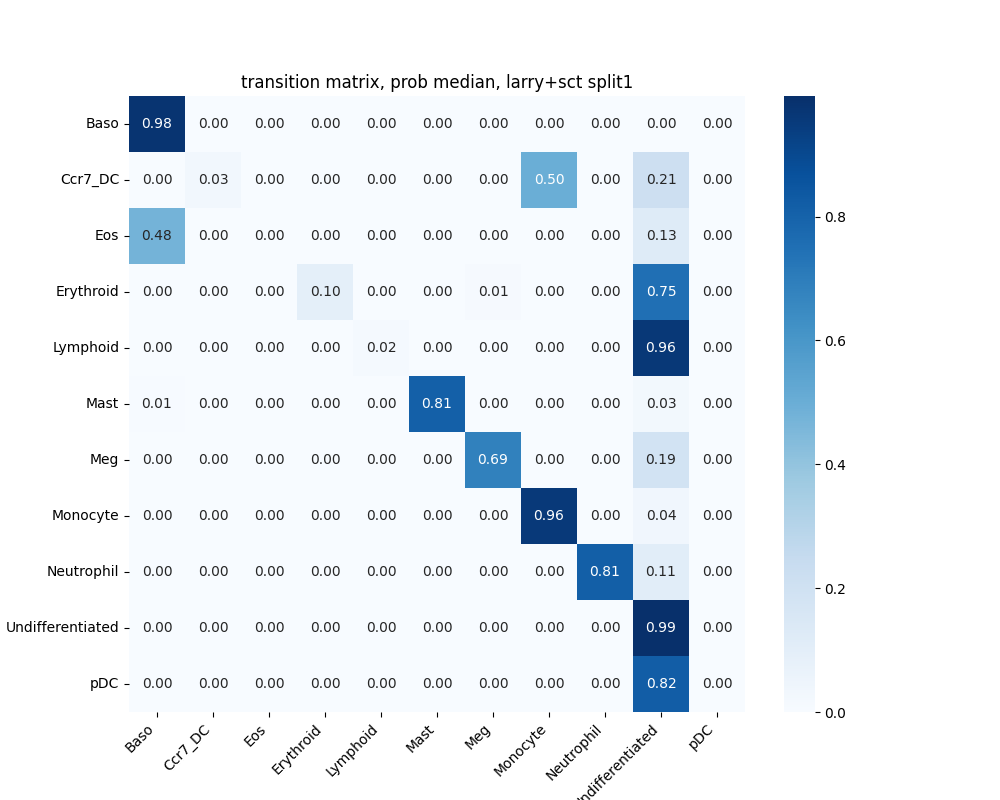 transition matrix, prob median, larry+sct split1
Baso 0.98 0.00 0.00 0.00 0.00 0.00 0.00 0.00 0.00 0.00 0.00
Ccr7_DC 0.00 0.03 0.00 0.00 0.00 0.00 0.00 0.50 0.00 0.21 0.00
Eos 0.48 0.00 0.00 0.00 0.00 0.00 0.00 0.00 0.00 0.13 0.00
Erythroid 0.00 0.00 0.00 0.10 0.00 0.00 0.01 0.00 0.00 0.75 0.00
Lymphoid 0.00 0.00 0.00 0.00 0.02 0.00 0.00 0.00 0.00 0.96 0.00
Mast 0.01 0.00 0.00 0.00 0.00 0.81 0.00 0.00 0.00 0.03 0.00
Meg 0.00 0.00 0.00 0.00 0.00 0.00 0.69 0.00 0.00 0.19 0.00
Monocyte 0.00 0.00 0.00 0.00 0.00 0.00 0.00 0.96 0.00 0.04 0.00
Neutrophil 0.00 0.00 0.00 0.00 0.00 0.00 0.00 0.00 0.81 0.11 0.00
Undifferentiated 0.00 0.00 0.00 0.00 0.00 0.00 0.00 0.00 0.00 0.99 0.00
pDC 0.00 0.00 0.00 0.00 0.00 0.00 0.00 0.00 0.00 0.82 0.00
Baso Ccr7_DC Eos Erythroid Lymphoid Mast Meg Monocyte Neutrophil ndifferentiated pDC
0.8
0.6
0.4
0.2
0.0